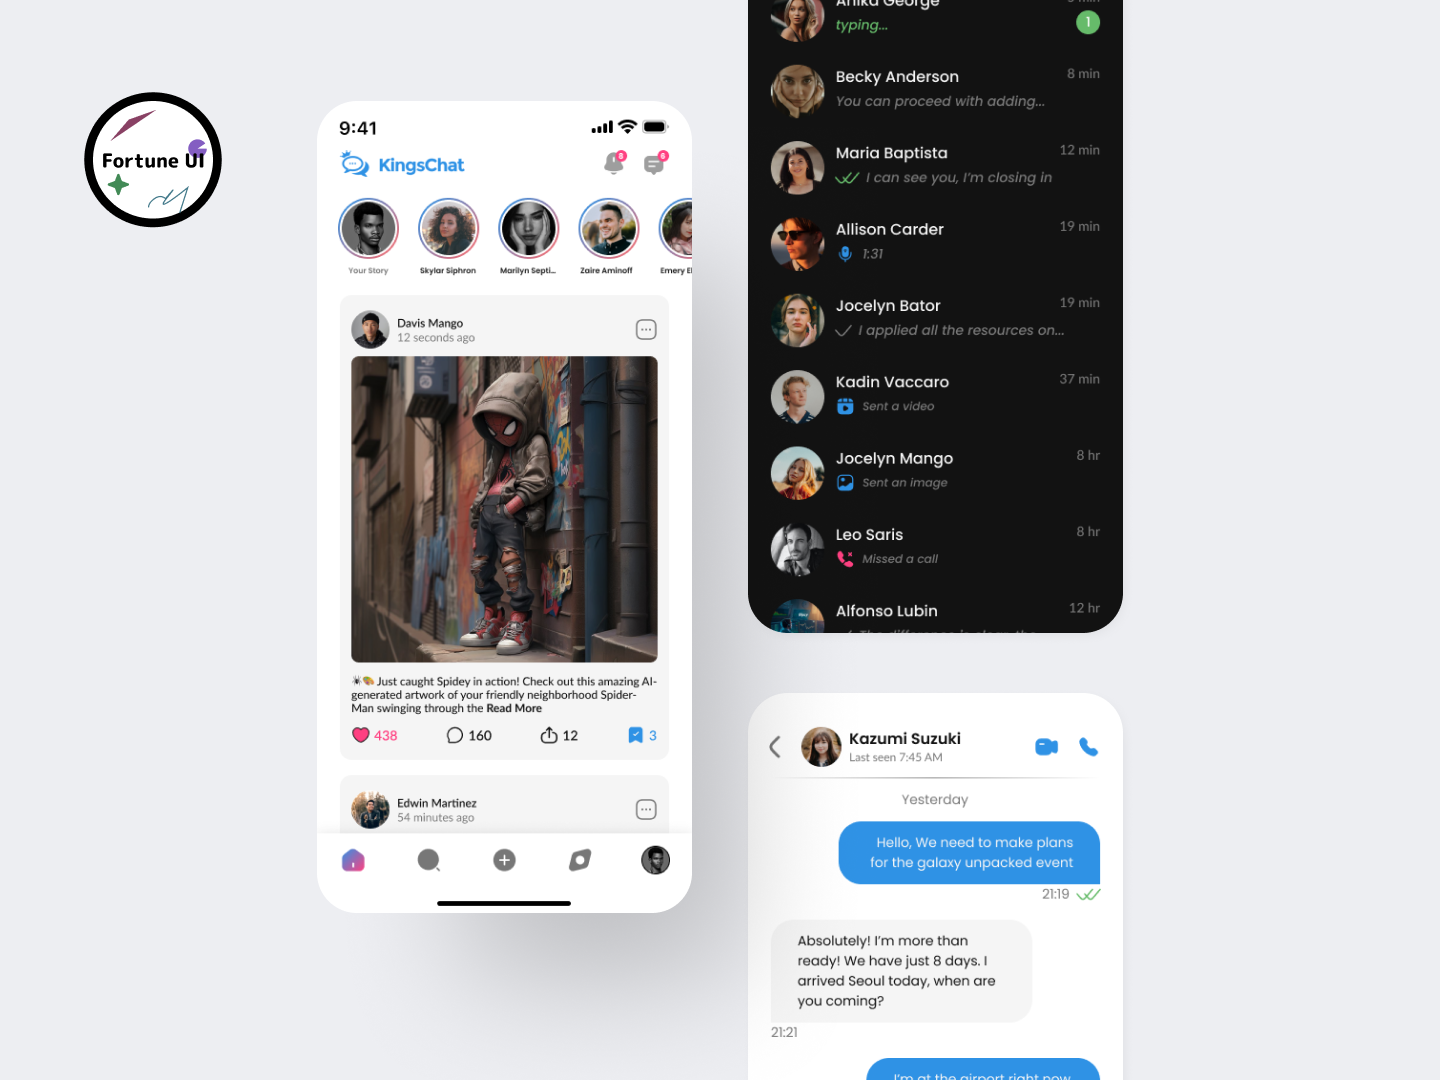 Fortune UI
9:41
KingsChat
8
8
Your Story
Skylar Siphron
Marilyn Septi...
Zaire Aminoff
Emery
Davis Mango
12 seconds ago
Just caught Spidey in action! Check out this amazing AI-
generated artwork of your friendly neighborhood Spider-
Man swinging through the Read More
438
160
12
3
Edwin Martinez
54 minutes ago
Anika George
typing...
1
Becky Anderson
8 min
You can proceed with adding...
Maria Baptista
12 min
I can see you, I'm closing in
Allison Carder
19 min
1:31
Jocelyn Bator
19 min
I applied all the resources on...
Kadin Vaccaro
37 min
Sent a video
Jocelyn Mango
8 hr
Sent an image
Leo Saris
8 hr
Missed a call
Alfonso Lubin
12 hr
Kazumi Suzuki
Last seen 7:45 AM
Yesterday
Hello, We need to make plans
for the galaxy unpacked event
21:19
Absolutely! I'm more than
ready! We have just 8 days. I
arrived Seoul today, when are
you coming?
21:21
I'm at the airport right now